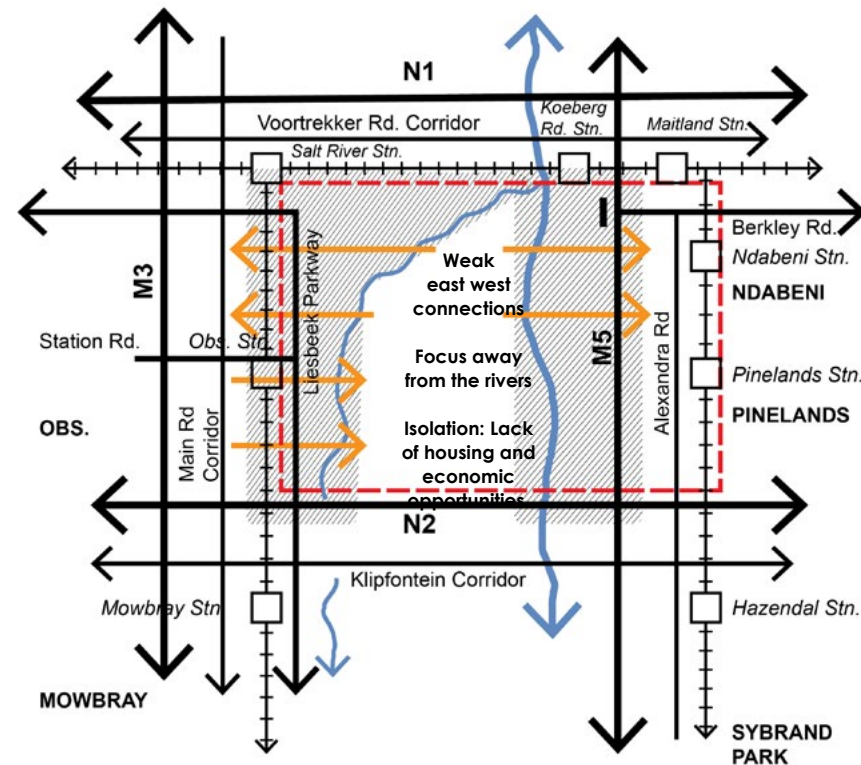 N1
Voortrekker Rd. Corridor
Koeberg
Rd. Stn.
Maitland Stn.
Salt River Stn.
M3
Liesbeek Parkway
Berkley Rd.
Ndabeni Stn.
NDABENI
Weak
east west
connections
Station Rd.
Obs. Stn.
M5
Alexandra Rd
Focus away
from the rivers
Pinelands Stn.
PINELANDS
OBS.
Main Rd
Corridor
Isolation: Lack
of housing and
economic
opportunities
N2
Klipfontein Corridor
Mowbray Stn.
Hazendal Stn.
MOWBRAY
SYBRAND
PARK